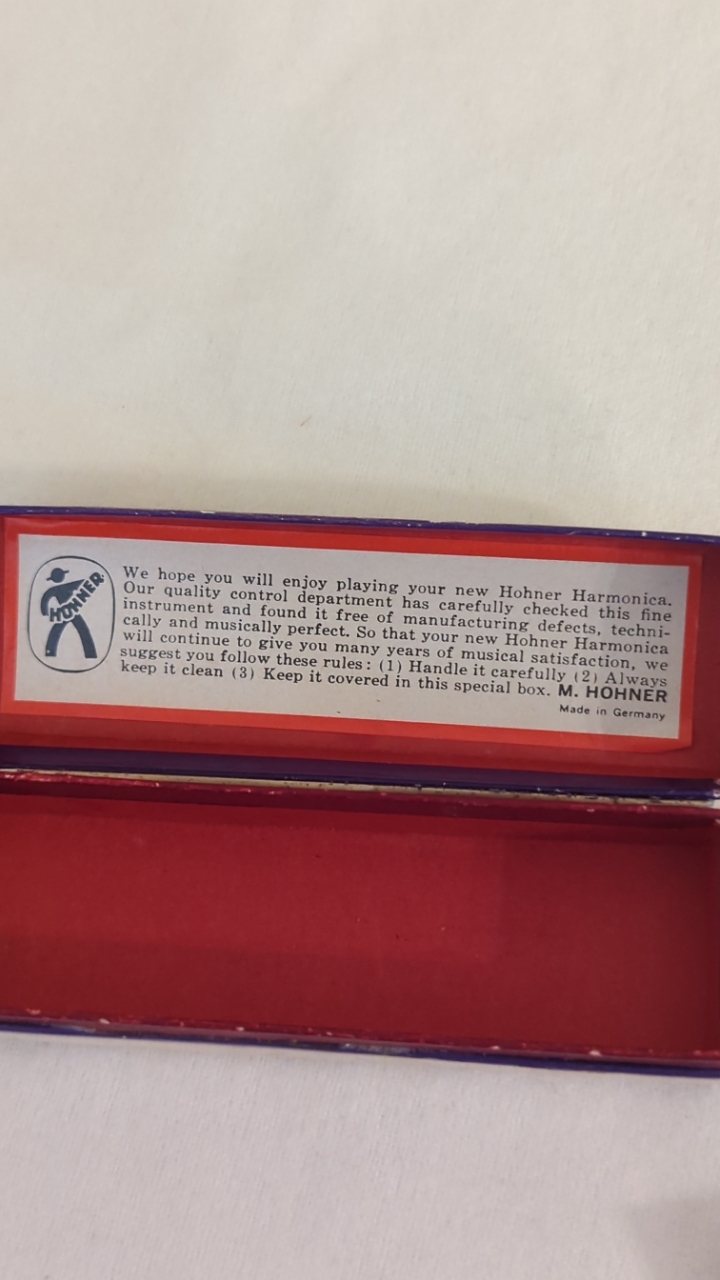 HOHNER
We hope you will enjoy playing your new Hohner Harmonica.
Our quality control department has carefully checked this fine
instrument and found it free of manufacturing defects, techni-
cally and musically perfect. So that your new Hohner Harmonica
will continue to give you many years of musical satisfaction, we
suggest you follow these rules: (1) Handle it carefully (2) Always
keep it clean (3) Keep it covered in this special box. M. HOHNER
Made in Germany